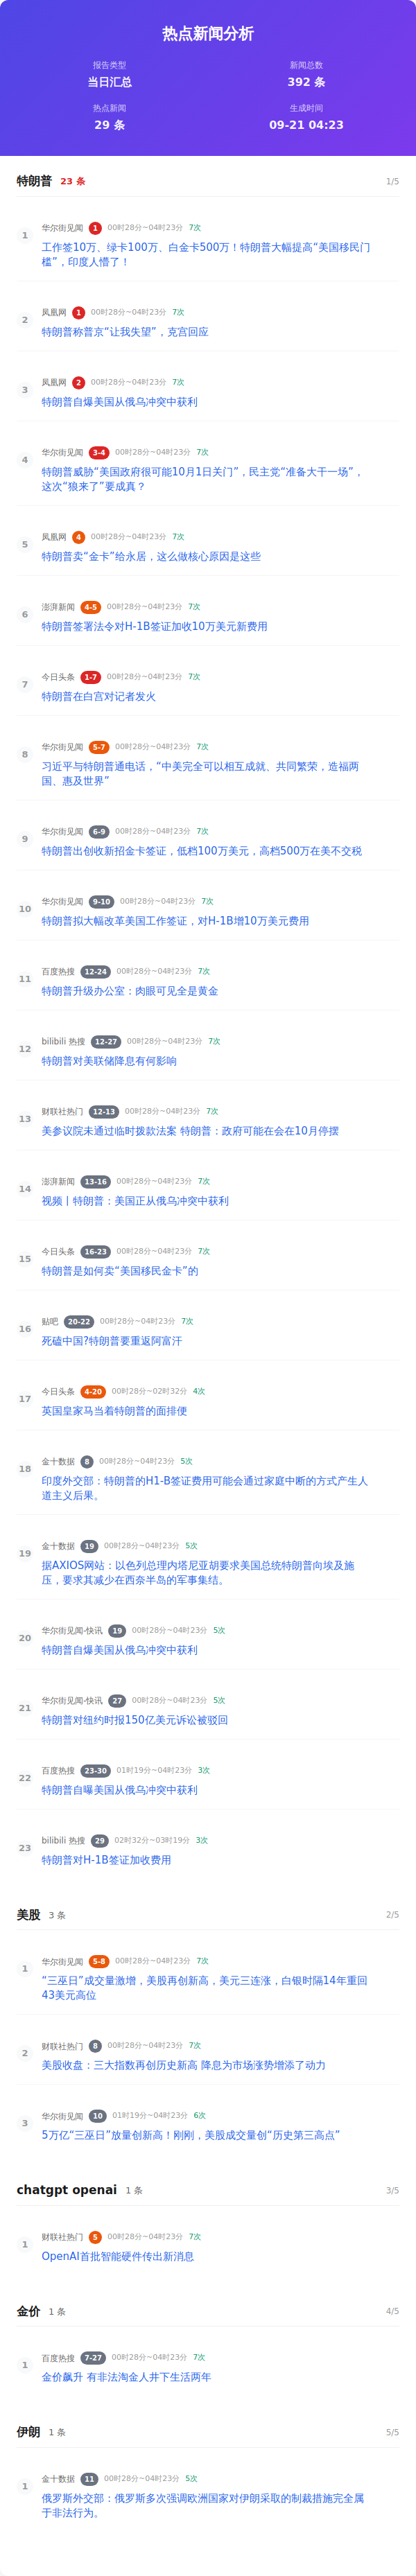 热点新闻分析
报告类型
当日汇总
新闻总数
392 条
热点新闻
29 条
生成时间
09-21 04:23
特朗普 23 条 1/5
1 华尔街见闻 1 00时28分~04时23分 7次
工作签10万、绿卡100万、白金卡500万！特朗普大幅提高“美国移民门
槛”，印度人懵了！
2 凤凰网 1 00时28分~04时23分 7次
特朗普称普京“让我失望”，克宫回应
3 凤凰网 2 00时28分~04时23分 7次
特朗普自爆美国从俄乌冲突中获利
4 华尔街见闻 3-4 00时28分~04时23分 7次
特朗普威胁“美国政府很可能10月1日关门”，民主党“准备大干一场”，
这次“狼来了”要成真？
5 凤凰网 4 00时28分~04时23分 7次
特朗普卖“金卡”给永居，这么做核心原因是这些
6 澎湃新闻 4-5 00时28分~04时23分 7次
特朗普签署法令对H-1B签证加收10万美元新费用
7 今日头条 1-7 00时28分~04时23分 7次
特朗普在白宫对记者发火
8 华尔街见闻 5-7 00时28分~04时23分 7次
习近平与特朗普通电话，“中美完全可以相互成就、共同繁荣，造福两
国、惠及世界”
9 华尔街见闻 6-9 00时28分~04时23分 7次
特朗普出创收新招金卡签证，低档100万美元，高档500万在美不交税
10 华尔街见闻 9-10 00时28分~04时23分 7次
特朗普拟大幅改革美国工作签证，对H-1B增10万美元费用
11 百度热搜 12-24 00时28分~04时23分 7次
特朗普升级办公室：肉眼可见全是黄金
12 bilibili 热搜 12-27 00时28分~04时23分 7次
特朗普对美联储降息有何影响
13 财联社热门 12-13 00时28分~04时23分 7次
美参议院未通过临时拨款法案 特朗普：政府可能在会在10月停摆
14 澎湃新闻 13-16 00时28分~04时23分 7次
视频丨特朗普：美国正从俄乌冲突中获利
15 今日头条 16-23 00时28分~04时23分 7次
特朗普是如何卖“美国移民金卡”的
16 贴吧 20-22 00时28分~04时23分 7次
死磕中国?特朗普要重返阿富汗
17 今日头条 4-20 00时28分~02时32分 4次
英国皇家马当着特朗普的面排便
18 金十数据 8 00时28分~04时23分 5次
印度外交部：特朗普的H1-B签证费用可能会通过家庭中断的方式产生人
道主义后果。
19 金十数据 19 00时28分~04时23分 5次
据AXIOS网站：以色列总理内塔尼亚胡要求美国总统特朗普向埃及施
压，要求其减少在西奈半岛的军事集结。
20 华尔街见闻-快讯 19 00时28分~04时23分 5次
特朗普自爆美国从俄乌冲突中获利
21 华尔街见闻-快讯 27 00时28分~04时23分 5次
特朗普对纽约时报150亿美元诉讼被驳回
22 百度热搜 23-30 01时19分~04时23分 3次
特朗普自曝美国从俄乌冲突中获利
23 bilibili 热搜 29 02时32分~03时19分 3次
特朗普对H-1B签证加收费用
美股 3 条 2/5
1 华尔街见闻 5-8 00时28分~04时23分 7次
“三巫日”成交量激增，美股再创新高，美元三连涨，白银时隔14年重回
43美元高位
2 财联社热门 8 00时28分~04时23分 7次
美股收盘：三大指数再创历史新高 降息为市场涨势增添了动力
3 华尔街见闻 10 01时19分~04时23分 6次
5万亿“三巫日”放量创新高！刚刚，美股成交量创“历史第三高点”
chatgpt openai 1 条 3/5
1 财联社热门 5 00时28分~04时23分 7次
OpenAI首批智能硬件传出新消息
金价 1 条 4/5
1 百度热搜 7-27 00时28分~04时23分 7次
金价飙升 有非法淘金人井下生活两年
伊朗 1 条 5/5
1 金十数据 11 00时28分~04时23分 5次
俄罗斯外交部：俄罗斯多次强调欧洲国家对伊朗采取的制裁措施完全属
于非法行为。